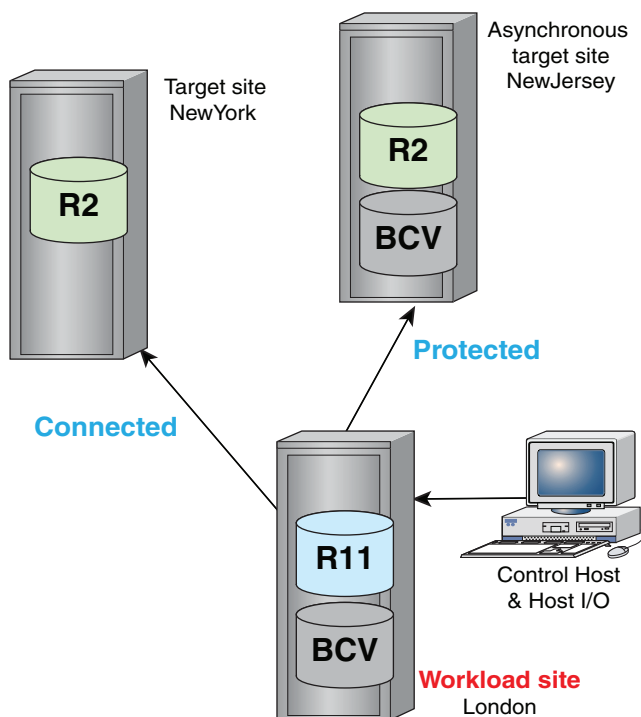 Asynchronous
target site
NewJersey
Target site
NewYork
R2
R2
BCV
Protected
Connected
R11
BCV
Control Host
& Host I/O
Workload site
London